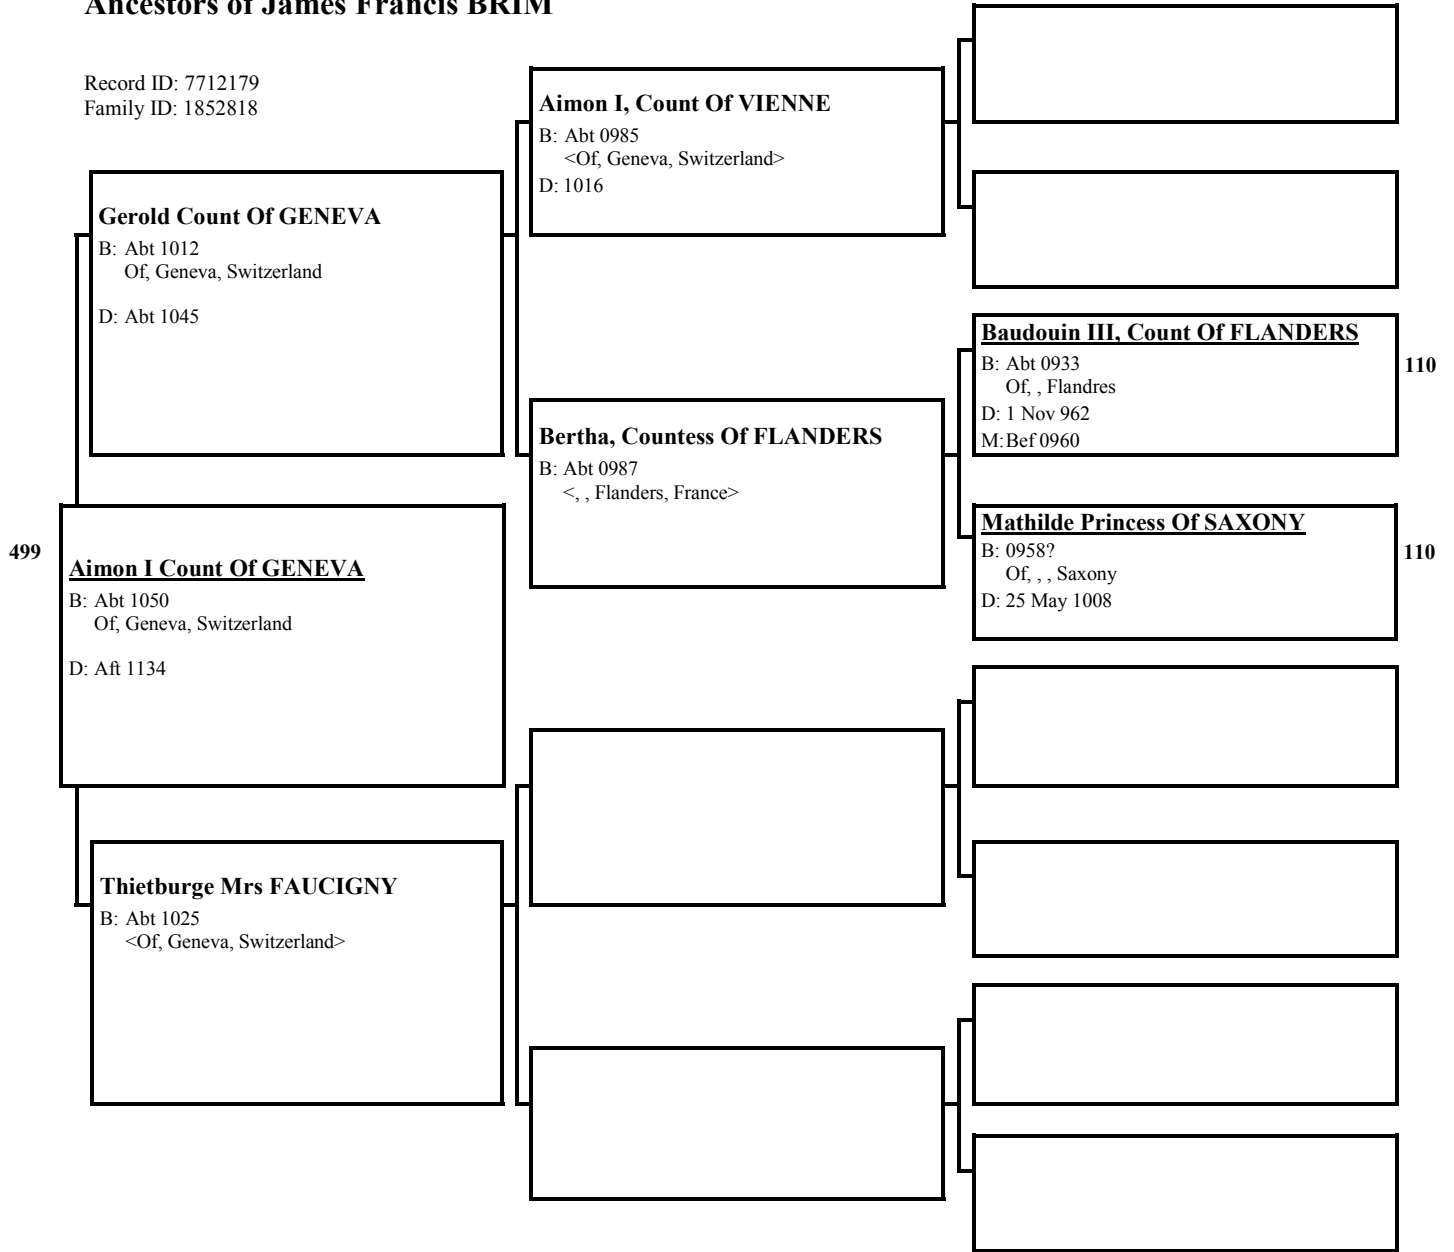 Ancestors of James Francis BRIM
Record ID: 7712179
Family ID: 1852818
Aimon I, Count Of VIENNE
B: Abt 0985
<Of, Geneva, Switzerland>
D: 1016
Gerold Count Of GENEVA
B: Abt 1012
Of, Geneva, Switzerland
D: Abt 1045
Baudouin III, Count Of FLANDERS
B: Abt 0933
Of, , Flandres
D: 1 Nov 962
M:Bef 0960
110
Bertha, Countess Of FLANDERS
B: Abt 0987
<, , Flanders, France>
Mathilde Princess Of SAXONY
B: 0958?
Of, , , Saxony
D: 25 May 1008
110
499
Aimon I Count Of GENEVA
B: Abt 1050
Of, Geneva, Switzerland
D: Aft 1134
Thietburge Mrs FAUCIGNY
B: Abt 1025
<Of, Geneva, Switzerland>